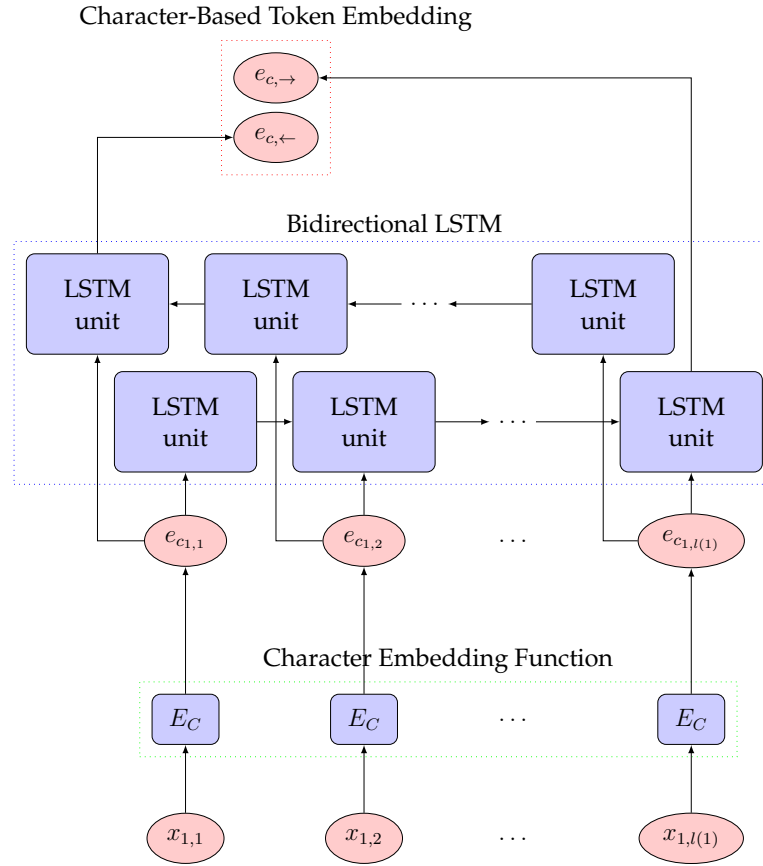 Character-Based Token Embedding
e_{c,→}
e_{c,←}
Bidirectional LSTM
LSTM unit LSTM unit ··· LSTM unit
LSTM unit LSTM unit ··· LSTM unit
e_{c_{1,1}} e_{c_{1,2}} ··· e_{c_{1,l(1)}}
Character Embedding Function
E_C E_C ··· E_C
x_{1,1} x_{1,2} ··· x_{1,l(1)}